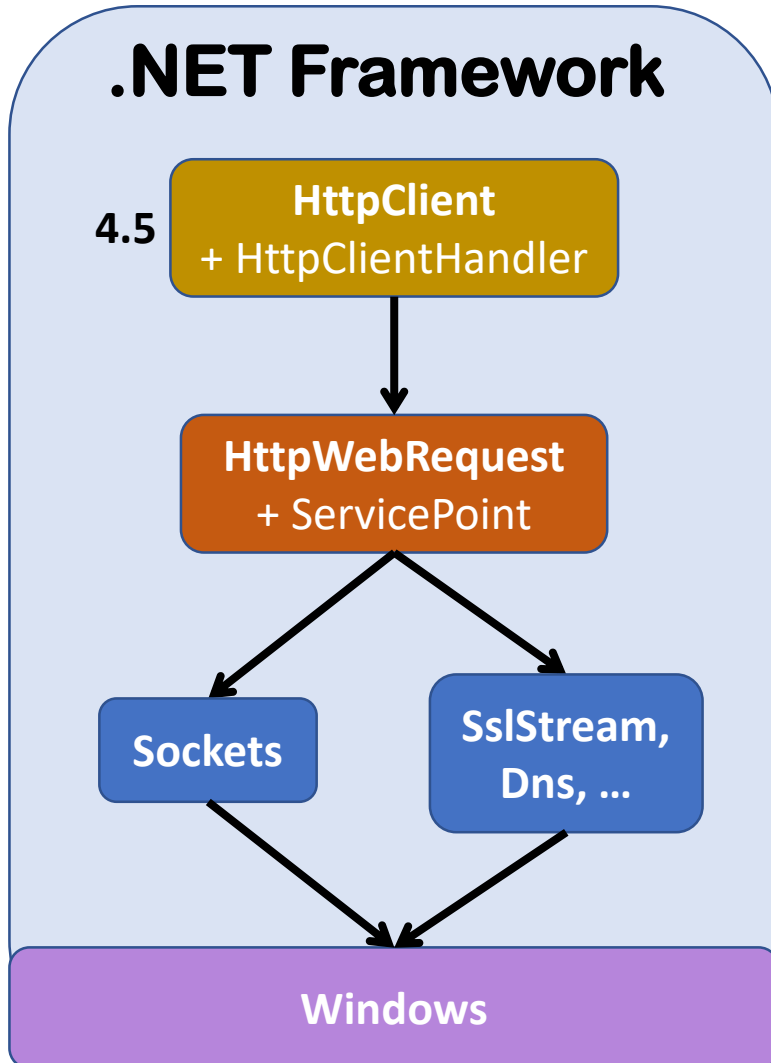 .NET Framework
4.5
HttpClient
+ HttpClientHandler
HttpWebRequest
+ ServicePoint
Sockets
SslStream,
Dns, …
Windows